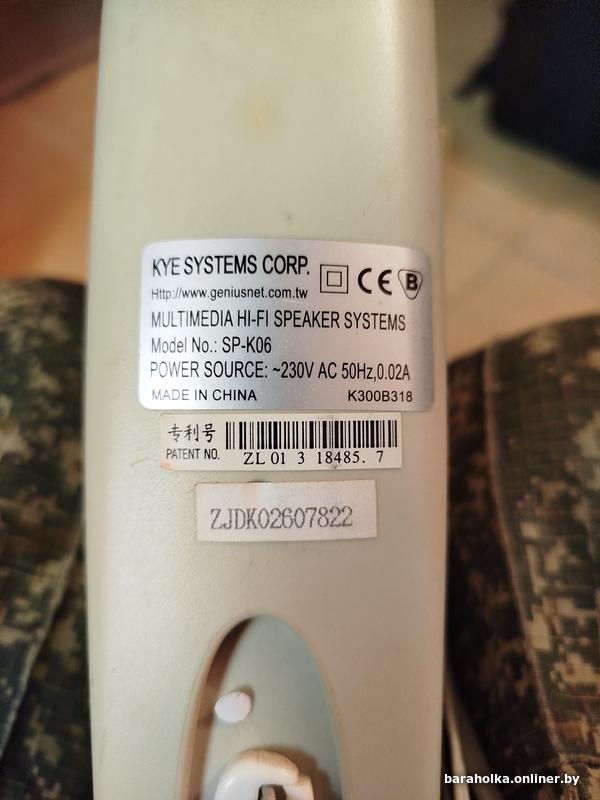 KYE SYSTEMS CORP.
CE B
Http://www.geniusnet.com.tw
MULTIMEDIA HI-FI SPEAKER SYSTEMS
Model No.: SP-K06
POWER SOURCE: ~230V AC 50Hz,0.02A
MADE IN CHINA K300B318
专利号
PATENT NO. ZL 01 3 18485. 7
ZJDK02607822
baraholka.onliner.by